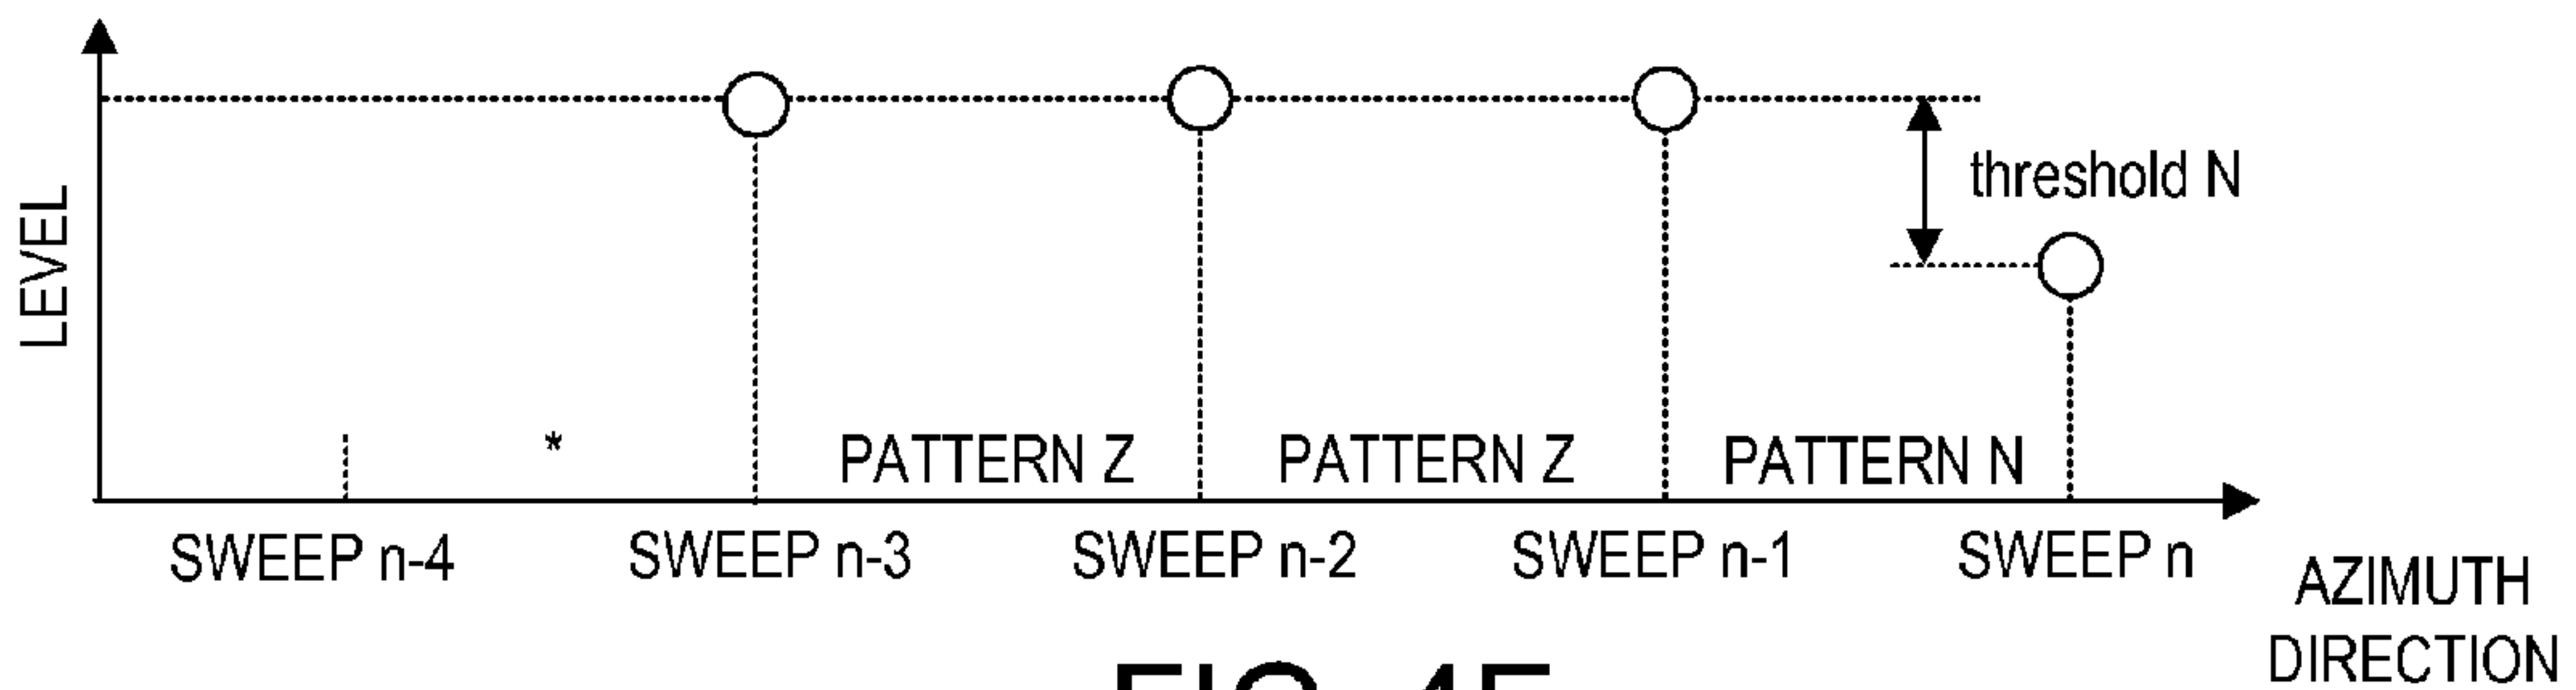 LEVEL
threshold N
*
PATTERN Z
PATTERN Z
PATTERN N
SWEEP n-4
SWEEP n-3
SWEEP n-2
SWEEP n-1
SWEEP n
AZIMUTH
DIRECTION